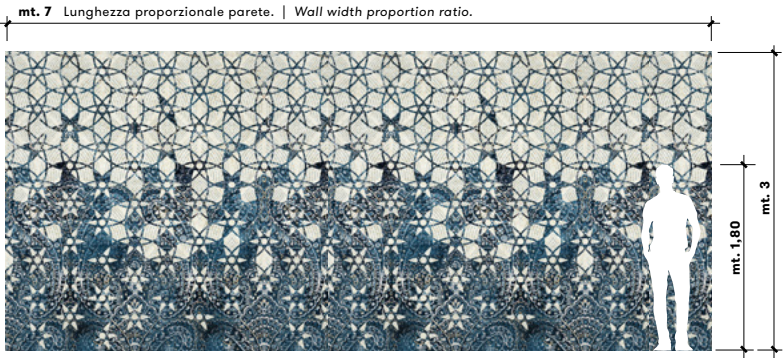 mt. 7 Lunghezza proporzionale parete. | Wall width proportion ratio.
mt. 1,80
mt. 3